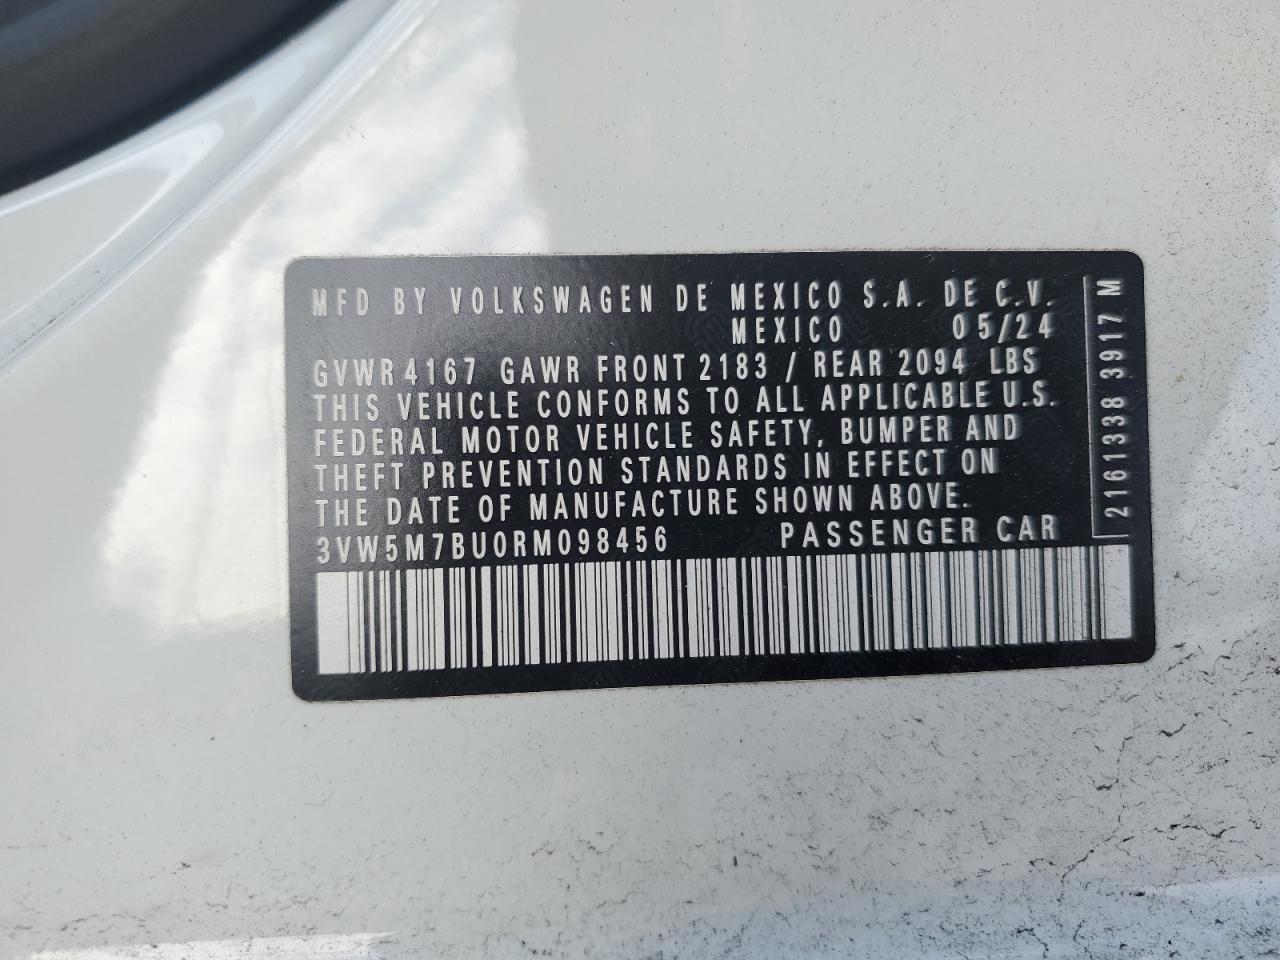 MFD BY VOLKSWAGEN DE MEXICO S.A. DE C.V.
MEXICO 05/24
GVWR 4167 GAWR FRONT 2183 / REAR 2094 LBS
THIS VEHICLE CONFORMS TO ALL APPLICABLE U.S.
FEDERAL MOTOR VEHICLE SAFETY, BUMPER AND
THEFT PREVENTION STANDARDS IN EFFECT ON
THE DATE OF MANUFACTURE SHOWN ABOVE.
3VW5M7BU0RM098456 PASSENGER CAR
2161338 3917 M